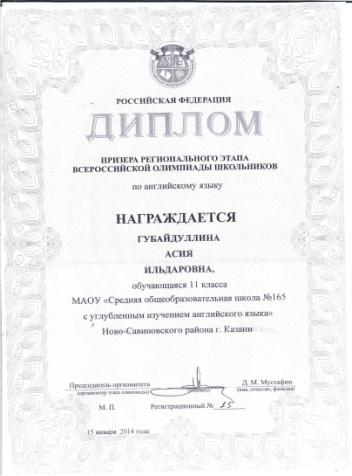 РОССИЙСКАЯ ФЕДЕРАЦИЯ
ДИПЛОМ
ПРИЗЕРА РЕГИОНАЛЬНОГО ЭТАПА
ВСЕРОССИЙСКОЙ ОЛИМПИАДЫ ШКОЛЬНИКОВ
по английскому языку
НАГРАЖДАЕТСЯ
ГУБАЙДУЛЛИНА
АСИЯ
ИЛЬДАРОВНА,
обучающаяся 11 класса
МАОУ «Средняя общеобразовательная школа №165
с углубленным изучением английского языка»
Ново-Савиновского района г. Казани
Председатель оргкомитета Д. М. Мустафин
(организатор этапа олимпиады) (подпись) (имя, отчество, фамилия)
М. П. Регистрационный № 25
15 января 2014 года